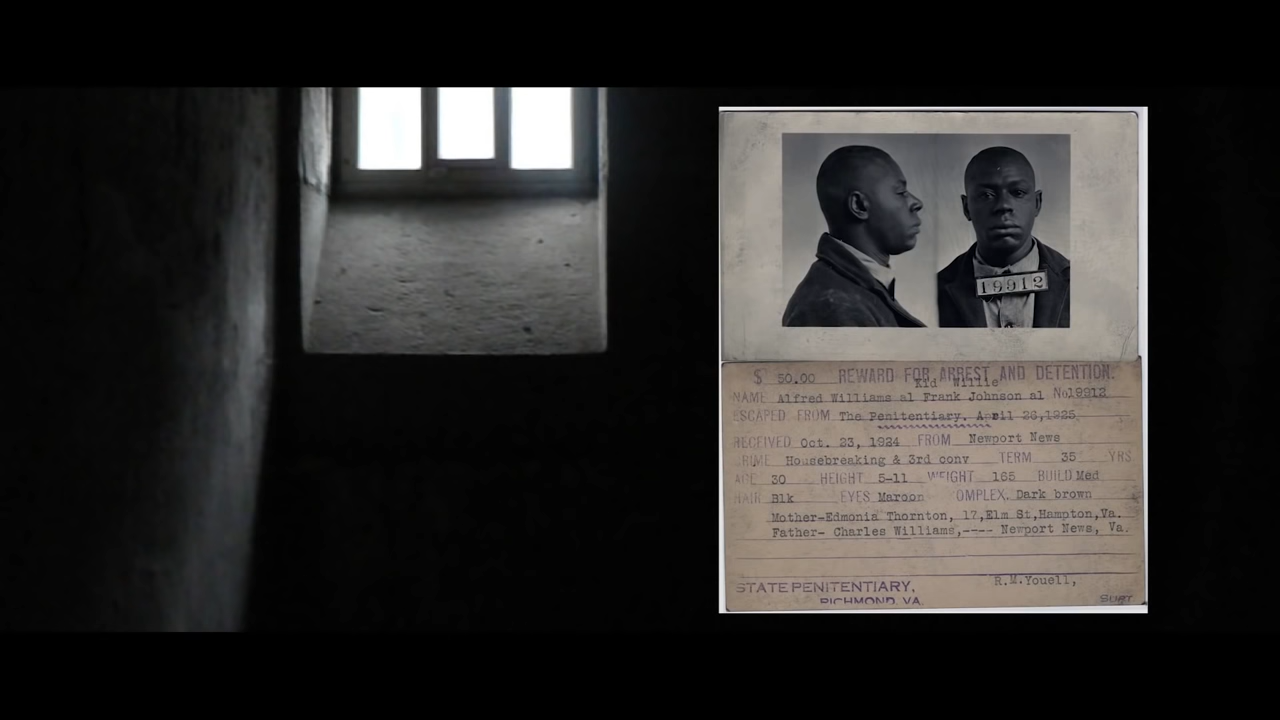 19912
$ 50.00 REWARD FOR ARREST AND DETENTION.
Kid Willie
NAME Alfred Williams al Frank Johnson al No19912
ESCAPED FROM The Penitentiary. April 26,1925
RECEIVED Oct. 23, 1924 FROM Newport News
CRIME Housebreaking & 3rd conv TERM 35 YRS
AGE 30 HEIGHT 5-11 WEIGHT 165 BUILD Med
HAIR Blk EYES Maroon COMPLEX. Dark brown
Mother-Edmonia Thornton, 17,Elm St,Hampton,Va.
Father- Charles Williams,---- Newport News, Va.
STATE PENITENTIARY,
RICHMOND, VA.
R.M.Youell,
SUPT